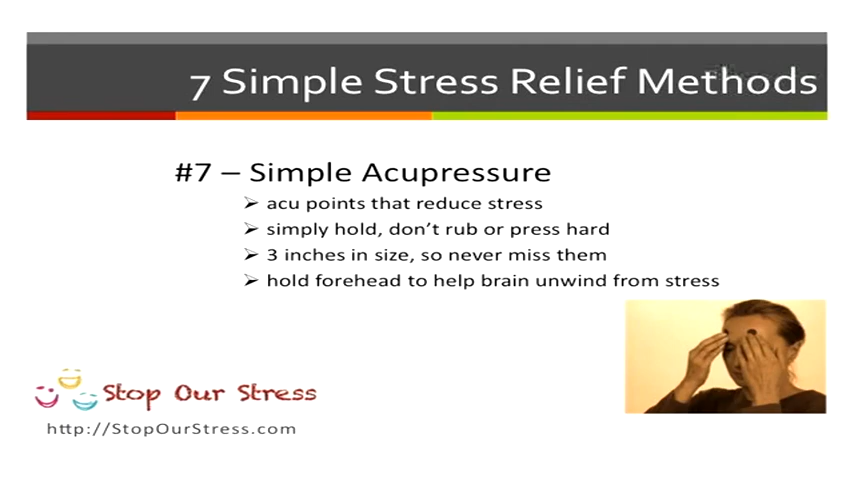 7 Simple Stress Relief Methods
#7 – Simple Acupressure
➢ acu points that reduce stress
➢ simply hold, don't rub or press hard
➢ 3 inches in size, so never miss them
➢ hold forehead to help brain unwind from stress
Stop Our Stress
http://StopOurStress.com